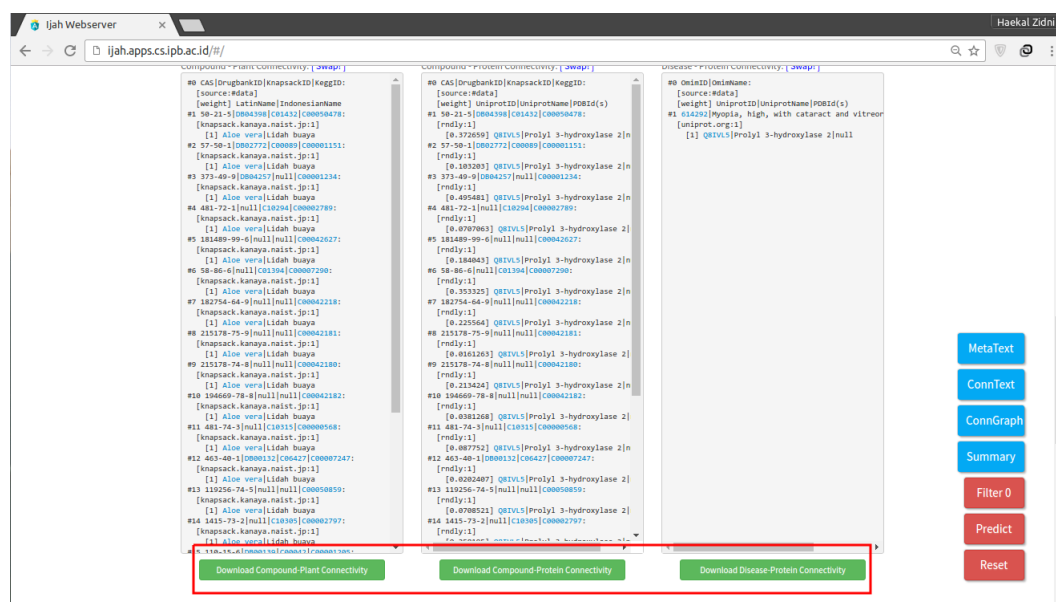 Ijah Webserver
Haekal Zidni
ijah.apps.cs.ipb.ac.id/#/
Compound - Plant Connectivity: [ Swap! ]
#0 CAS|DrugbankID|KnapsackID|KeggID:
[source:#data]
[weight] LatinName|IndonesianName
#1 50-21-5|DB04398|C01432|C00050478:
[knapsack.kanaya.naist.jp:1]
[1] Aloe vera|Lidah buaya
#2 57-50-1|DB02772|C00089|C00001151:
[knapsack.kanaya.naist.jp:1]
[1] Aloe vera|Lidah buaya
#3 373-49-9|DB04257|null|C00001234:
[knapsack.kanaya.naist.jp:1]
[1] Aloe vera|Lidah buaya
#4 481-72-1|null|C10294|C00002789:
[knapsack.kanaya.naist.jp:1]
[1] Aloe vera|Lidah buaya
#5 181489-99-6|null|null|C00042627:
[knapsack.kanaya.naist.jp:1]
[1] Aloe vera|Lidah buaya
#6 58-86-6|null|C01394|C00007290:
[knapsack.kanaya.naist.jp:1]
[1] Aloe vera|Lidah buaya
#7 182754-64-9|null|null|C00042218:
[knapsack.kanaya.naist.jp:1]
[1] Aloe vera|Lidah buaya
#8 215178-75-9|null|null|C00042181:
[knapsack.kanaya.naist.jp:1]
[1] Aloe vera|Lidah buaya
#9 215178-74-8|null|null|C00042180:
[knapsack.kanaya.naist.jp:1]
[1] Aloe vera|Lidah buaya
#10 194669-78-8|null|null|C00042182:
[knapsack.kanaya.naist.jp:1]
[1] Aloe vera|Lidah buaya
#11 481-74-3|null|C10315|C00000568:
[knapsack.kanaya.naist.jp:1]
[1] Aloe vera|Lidah buaya
#12 463-40-1|DB00132|C06427|C00007247:
[knapsack.kanaya.naist.jp:1]
[1] Aloe vera|Lidah buaya
#13 119256-74-5|null|null|C00050859:
[knapsack.kanaya.naist.jp:1]
[1] Aloe vera|Lidah buaya
#14 1415-73-2|null|C10305|C00002797:
[knapsack.kanaya.naist.jp:1]
[1] Aloe vera|Lidah buaya
#15 110-15-6|DB00139|C00042|C00001205:
Download Compound-Plant Connectivity
Compound - Protein Connectivity: [ Swap! ]
#0 CAS|DrugbankID|KnapsackID|KeggID:
[source:#data]
[weight] UniprotID|UniprotName|PDBId(s)
#1 50-21-5|DB04398|C01432|C00050478:
[rndly:1]
[0.372659] Q8IVL5|Prolyl 3-hydroxylase 2|n
#2 57-50-1|DB02772|C00089|C00001151:
[rndly:1]
[0.103203] Q8IVL5|Prolyl 3-hydroxylase 2|n
#3 373-49-9|DB04257|null|C00001234:
[rndly:1]
[0.495481] Q8IVL5|Prolyl 3-hydroxylase 2|n
#4 481-72-1|null|C10294|C00002789:
[rndly:1]
[0.0707063] Q8IVL5|Prolyl 3-hydroxylase 2|
#5 181489-99-6|null|null|C00042627:
[rndly:1]
[0.184043] Q8IVL5|Prolyl 3-hydroxylase 2|n
#6 58-86-6|null|C01394|C00007290:
[rndly:1]
[0.353325] Q8IVL5|Prolyl 3-hydroxylase 2|n
#7 182754-64-9|null|null|C00042218:
[rndly:1]
[0.225564] Q8IVL5|Prolyl 3-hydroxylase 2|n
#8 215178-75-9|null|null|C00042181:
[rndly:1]
[0.0161263] Q8IVL5|Prolyl 3-hydroxylase 2|
#9 215178-74-8|null|null|C00042180:
[rndly:1]
[0.213424] Q8IVL5|Prolyl 3-hydroxylase 2|n
#10 194669-78-8|null|null|C00042182:
[rndly:1]
[0.0381268] Q8IVL5|Prolyl 3-hydroxylase 2|
#11 481-74-3|null|C10315|C00000568:
[rndly:1]
[0.087752] Q8IVL5|Prolyl 3-hydroxylase 2|n
#12 463-40-1|DB00132|C06427|C00007247:
[rndly:1]
[0.0202407] Q8IVL5|Prolyl 3-hydroxylase 2|
#13 119256-74-5|null|null|C00050859:
[rndly:1]
[0.0708521] Q8IVL5|Prolyl 3-hydroxylase 2|
#14 1415-73-2|null|C10305|C00002797:
[rndly:1]
Download Compound-Protein Connectivity
Disease - Protein Connectivity: [ Swap! ]
#0 OmimID|OmimName:
[source:#data]
[weight] UniprotID|UniprotName|PDBId(s)
#1 614292|Myopia, high, with cataract and vitreor
[uniprot.org:1]
[1] Q8IVL5|Prolyl 3-hydroxylase 2|null
Download Disease-Protein Connectivity
MetaText
ConnText
ConnGraph
Summary
Filter 0
Predict
Reset